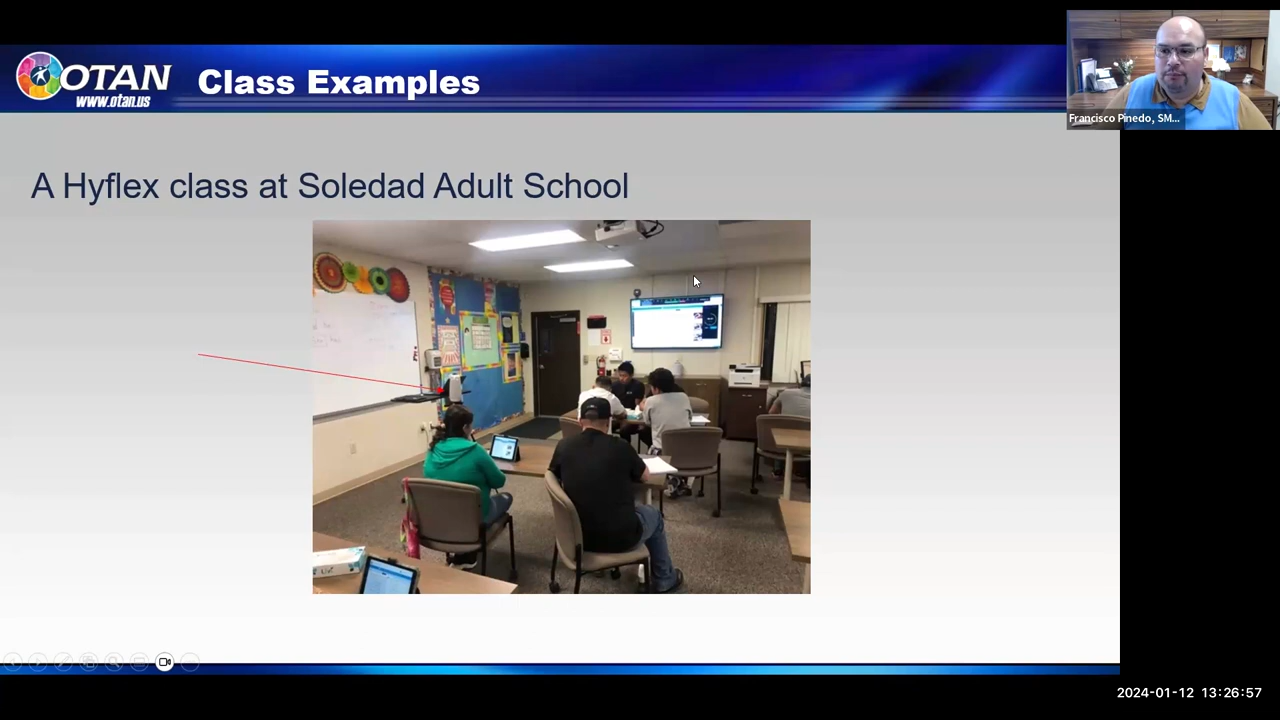 OTAN
www.otan.us
Class Examples
Francisco Pinedo, SM...
A Hyflex class at Soledad Adult School
2024-01-12 13:26:57